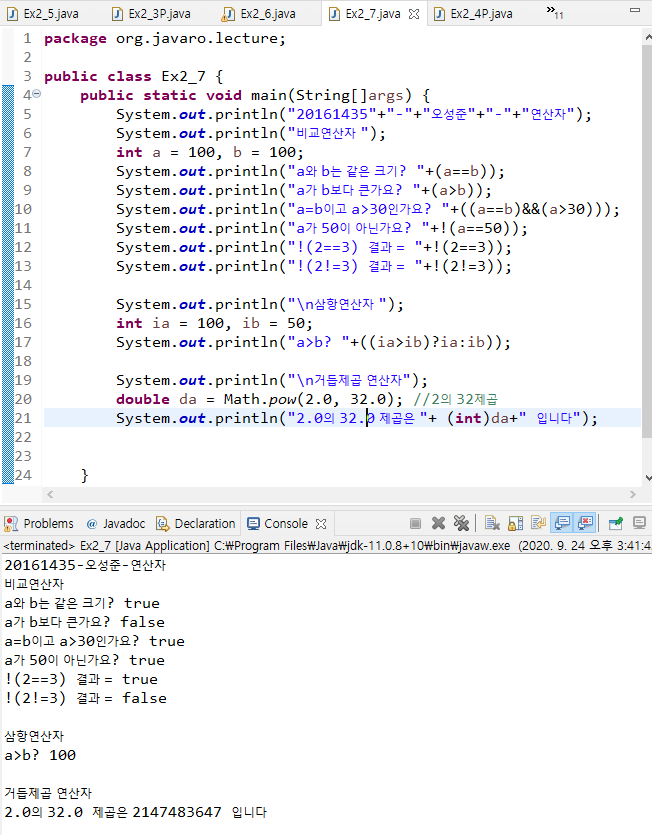 Ex2_5.java Ex2_3P.java Ex2_6.java Ex2_7.java Ex2_4P.java »11
1 package org.javaro.lecture;
2
3 public class Ex2_7 {
4 public static void main(String[]args) {
5 System.out.println("20161435"+"-"+"오성준"+"-"+"연산자");
6 System.out.println("비교연산자 ");
7 int a = 100, b = 100;
8 System.out.println("a와 b는 같은 크기? "+(a==b));
9 System.out.println("a가 b보다 큰가요? "+(a>b));
10 System.out.println("a=b이고 a>30인가요? "+((a==b)&&(a>30)));
11 System.out.println("a가 50이 아닌가요? "+!(a==50));
12 System.out.println("!(2==3) 결과 = "+!(2==3));
13 System.out.println("!(2!=3) 결과 = "+!(2!=3));
14
15 System.out.println("\n삼항연산자 ");
16 int ia = 100, ib = 50;
17 System.out.println("a>b? "+((ia>ib)?ia:ib));
18
19 System.out.println("\n거듭제곱 연산자");
20 double da = Math.pow(2.0, 32.0); //2의 32제곱
21 System.out.println("2.0의 32.0 제곱은 "+ (int)da+" 입니다");
22
23
24 }
Problems @ Javadoc Declaration Console
<terminated> Ex2_7 [Java Application] C:₩Program Files₩Java₩jdk-11.0.8+10₩bin₩javaw.exe (2020. 9. 24 오후 3:41:4
20161435-오성준-연산자
비교연산자
a와 b는 같은 크기? true
a가 b보다 큰가요? false
a=b이고 a>30인가요? true
a가 50이 아닌가요? true
!(2==3) 결과 = true
!(2!=3) 결과 = false
삼항연산자
a>b? 100
거듭제곱 연산자
2.0의 32.0 제곱은 2147483647 입니다